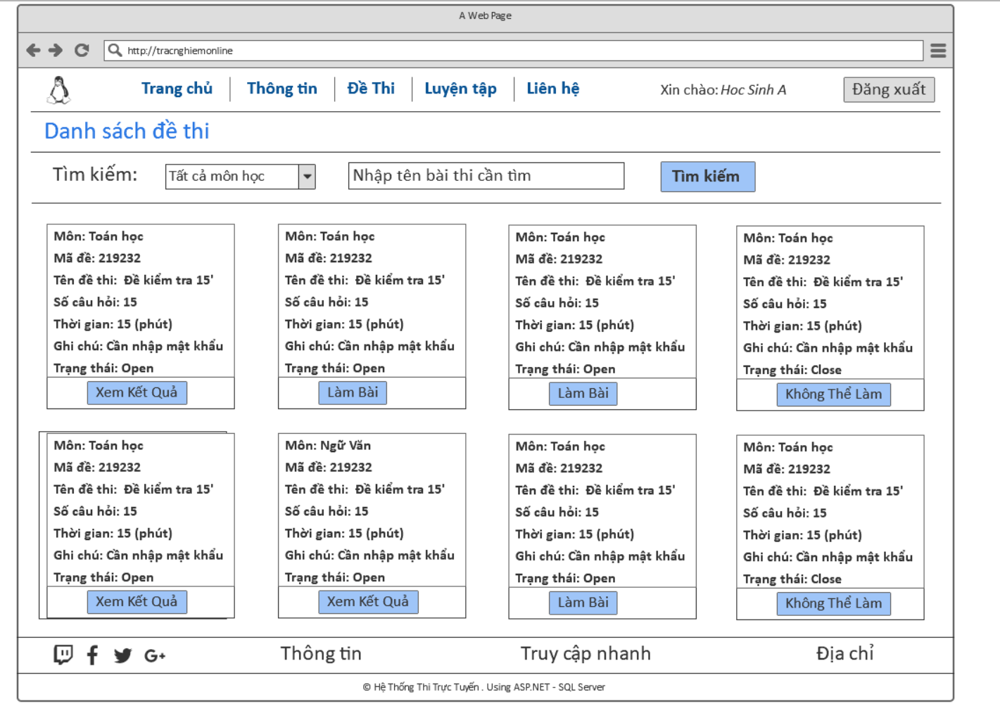 A Web Page
http://tracnghiemonline
Trang chủ Thông tin Đề Thi Luyện tập Liên hệ Xin chào: Hoc Sinh A Đăng xuất
Danh sách đề thi
Tìm kiếm: Tất cả môn học Nhập tên bài thi cần tìm Tìm kiếm
Môn: Toán học
Mã đề: 219232
Tên đề thi: Đề kiểm tra 15'
Số câu hỏi: 15
Thời gian: 15 (phút)
Ghi chú: Cần nhập mật khẩu
Trạng thái: Open
Xem Kết Quả
Môn: Toán học
Mã đề: 219232
Tên đề thi: Đề kiểm tra 15'
Số câu hỏi: 15
Thời gian: 15 (phút)
Ghi chú: Cần nhập mật khẩu
Trạng thái: Open
Làm Bài
Môn: Toán học
Mã đề: 219232
Tên đề thi: Đề kiểm tra 15'
Số câu hỏi: 15
Thời gian: 15 (phút)
Ghi chú: Cần nhập mật khẩu
Trạng thái: Open
Làm Bài
Môn: Toán học
Mã đề: 219232
Tên đề thi: Đề kiểm tra 15'
Số câu hỏi: 15
Thời gian: 15 (phút)
Ghi chú: Cần nhập mật khẩu
Trạng thái: Close
Không Thể Làm
Môn: Toán học
Mã đề: 219232
Tên đề thi: Đề kiểm tra 15'
Số câu hỏi: 15
Thời gian: 15 (phút)
Ghi chú: Cần nhập mật khẩu
Trạng thái: Open
Xem Kết Quả
Môn: Ngữ Văn
Mã đề: 219232
Tên đề thi: Đề kiểm tra 15'
Số câu hỏi: 15
Thời gian: 15 (phút)
Ghi chú: Cần nhập mật khẩu
Trạng thái: Open
Xem Kết Quả
Môn: Toán học
Mã đề: 219232
Tên đề thi: Đề kiểm tra 15'
Số câu hỏi: 15
Thời gian: 15 (phút)
Ghi chú: Cần nhập mật khẩu
Trạng thái: Open
Làm Bài
Môn: Toán học
Mã đề: 219232
Tên đề thi: Đề kiểm tra 15'
Số câu hỏi: 15
Thời gian: 15 (phút)
Ghi chú: Cần nhập mật khẩu
Trạng thái: Close
Không Thể Làm
G+ Thông tin Truy cập nhanh Địa chỉ
© Hệ Thống Thi Trực Tuyến . Using ASP.NET - SQL Server